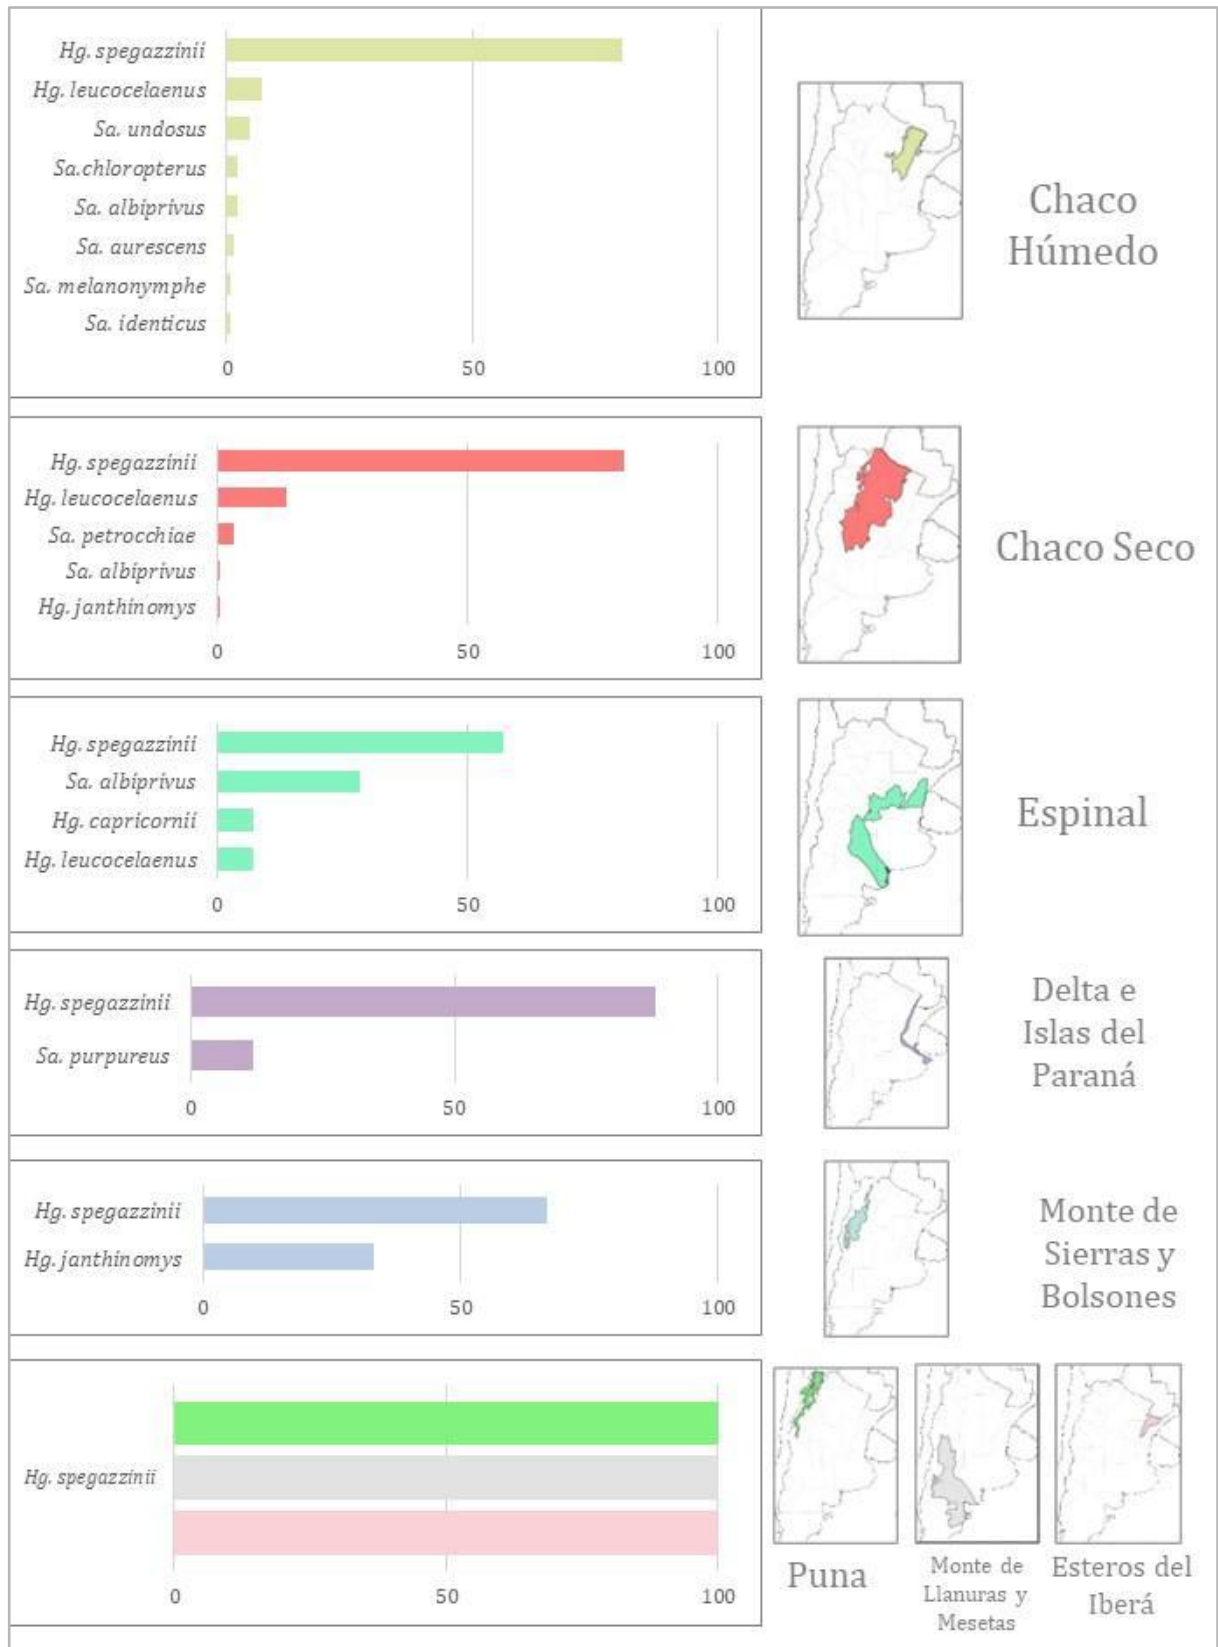 Hg. spegazzinii
Hg. leucocelaenus
Sa. undosus
Sa.chloropterus
Sa. albiprivus
Sa. aurescens
Sa. melanonymphe
Sa. identicus
0 50 100
Chaco
Húmedo
Hg. spegazzinii
Hg. leucocelaenus
Sa. petrocchiae
Sa. albiprivus
Hg. janthinomys
0 50 100
Chaco Seco
Hg. spegazzinii
Sa. albiprivus
Hg. capricornii
Hg. leucocelaenus
0 50 100
Espinal
Hg. spegazzinii
Sa. purpureus
0 50 100
Delta e
Islas del
Paraná
Hg. spegazzinii
Hg. janthinomys
0 50 100
Monte de
Sierras y
Bolsones
Hg. spegazzinii
0 50 100
Puna
Monte de
Llanuras y
Mesetas
Esteros del
Iberá